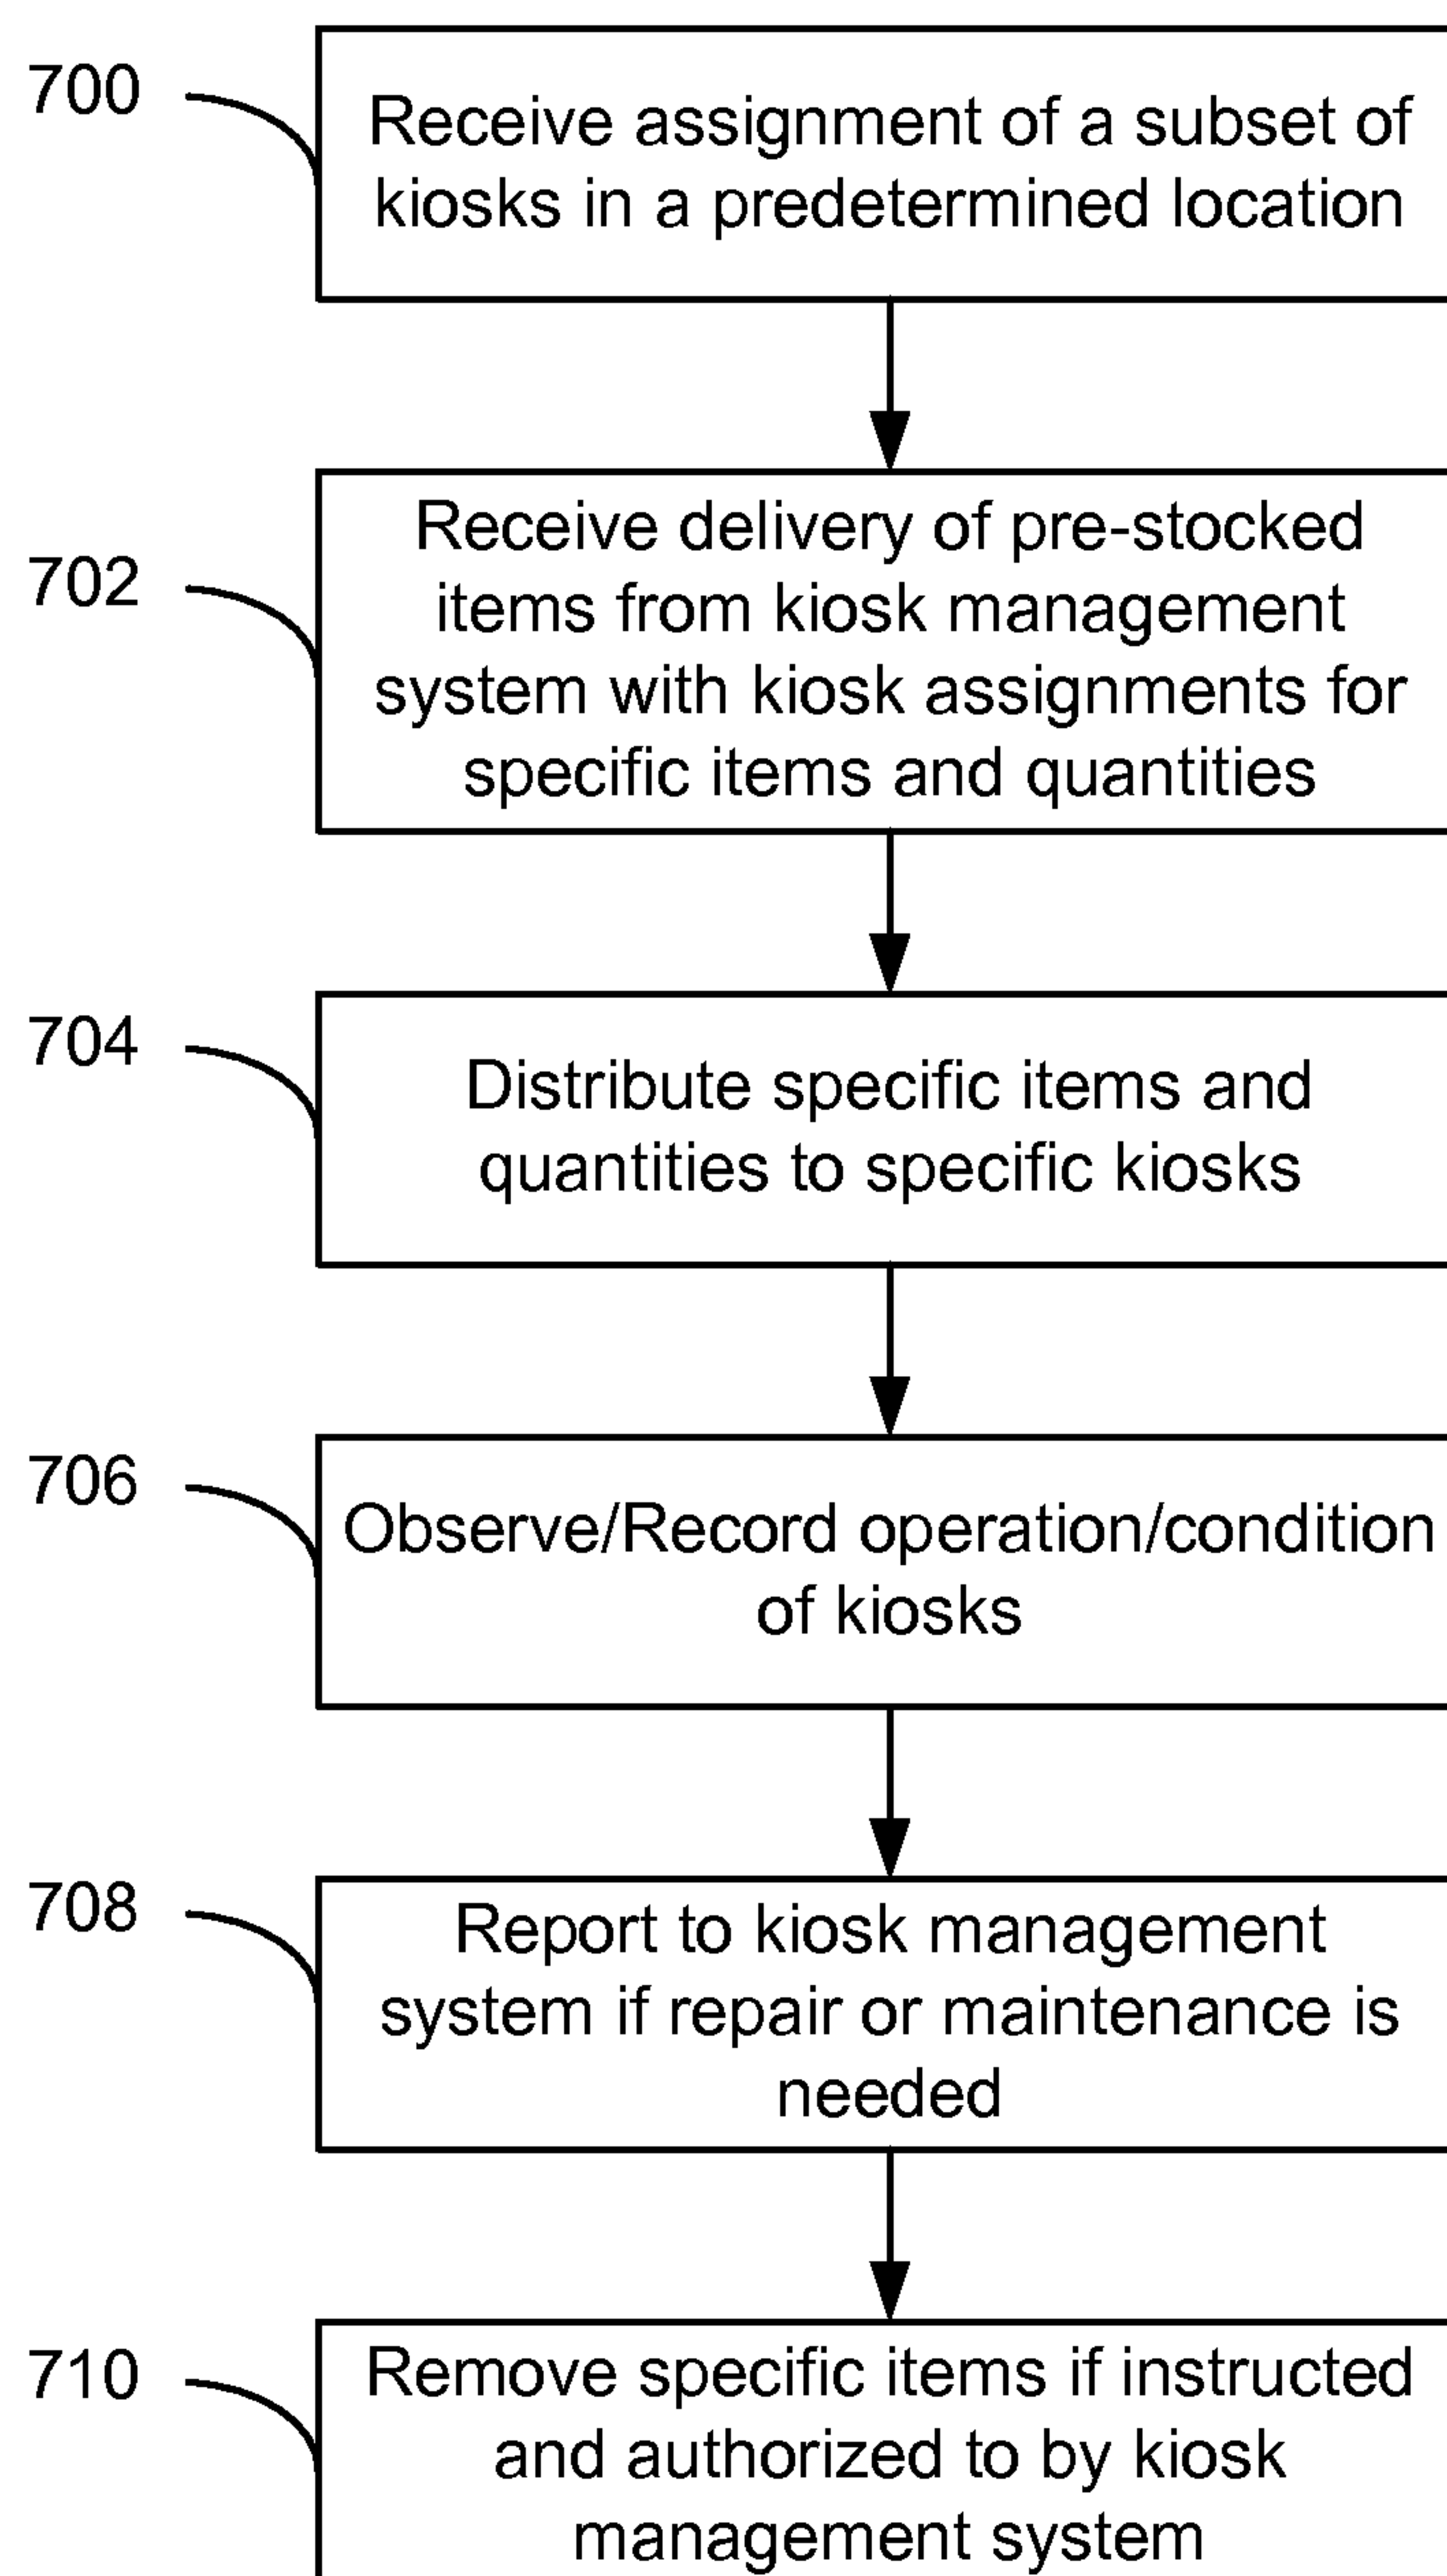 700
Receive assignment of a subset of
kiosks in a predetermined location
702
Receive delivery of pre-stocked
items from kiosk management
system with kiosk assignments for
specific items and quantities
704
Distribute specific items and
quantities to specific kiosks
706
Observe/Record operation/condition
of kiosks
708
Report to kiosk management
system if repair or maintenance is
needed
710
Remove specific items if instructed
and authorized to by kiosk
management system